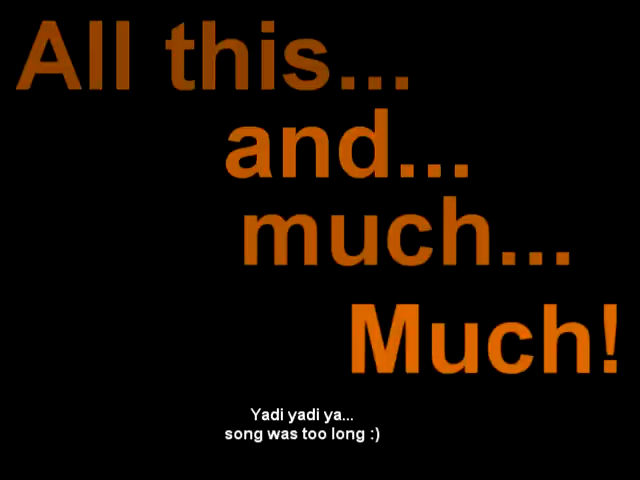 All this...
and...
much...
Much!
Yadi yadi ya...
song was too long :)